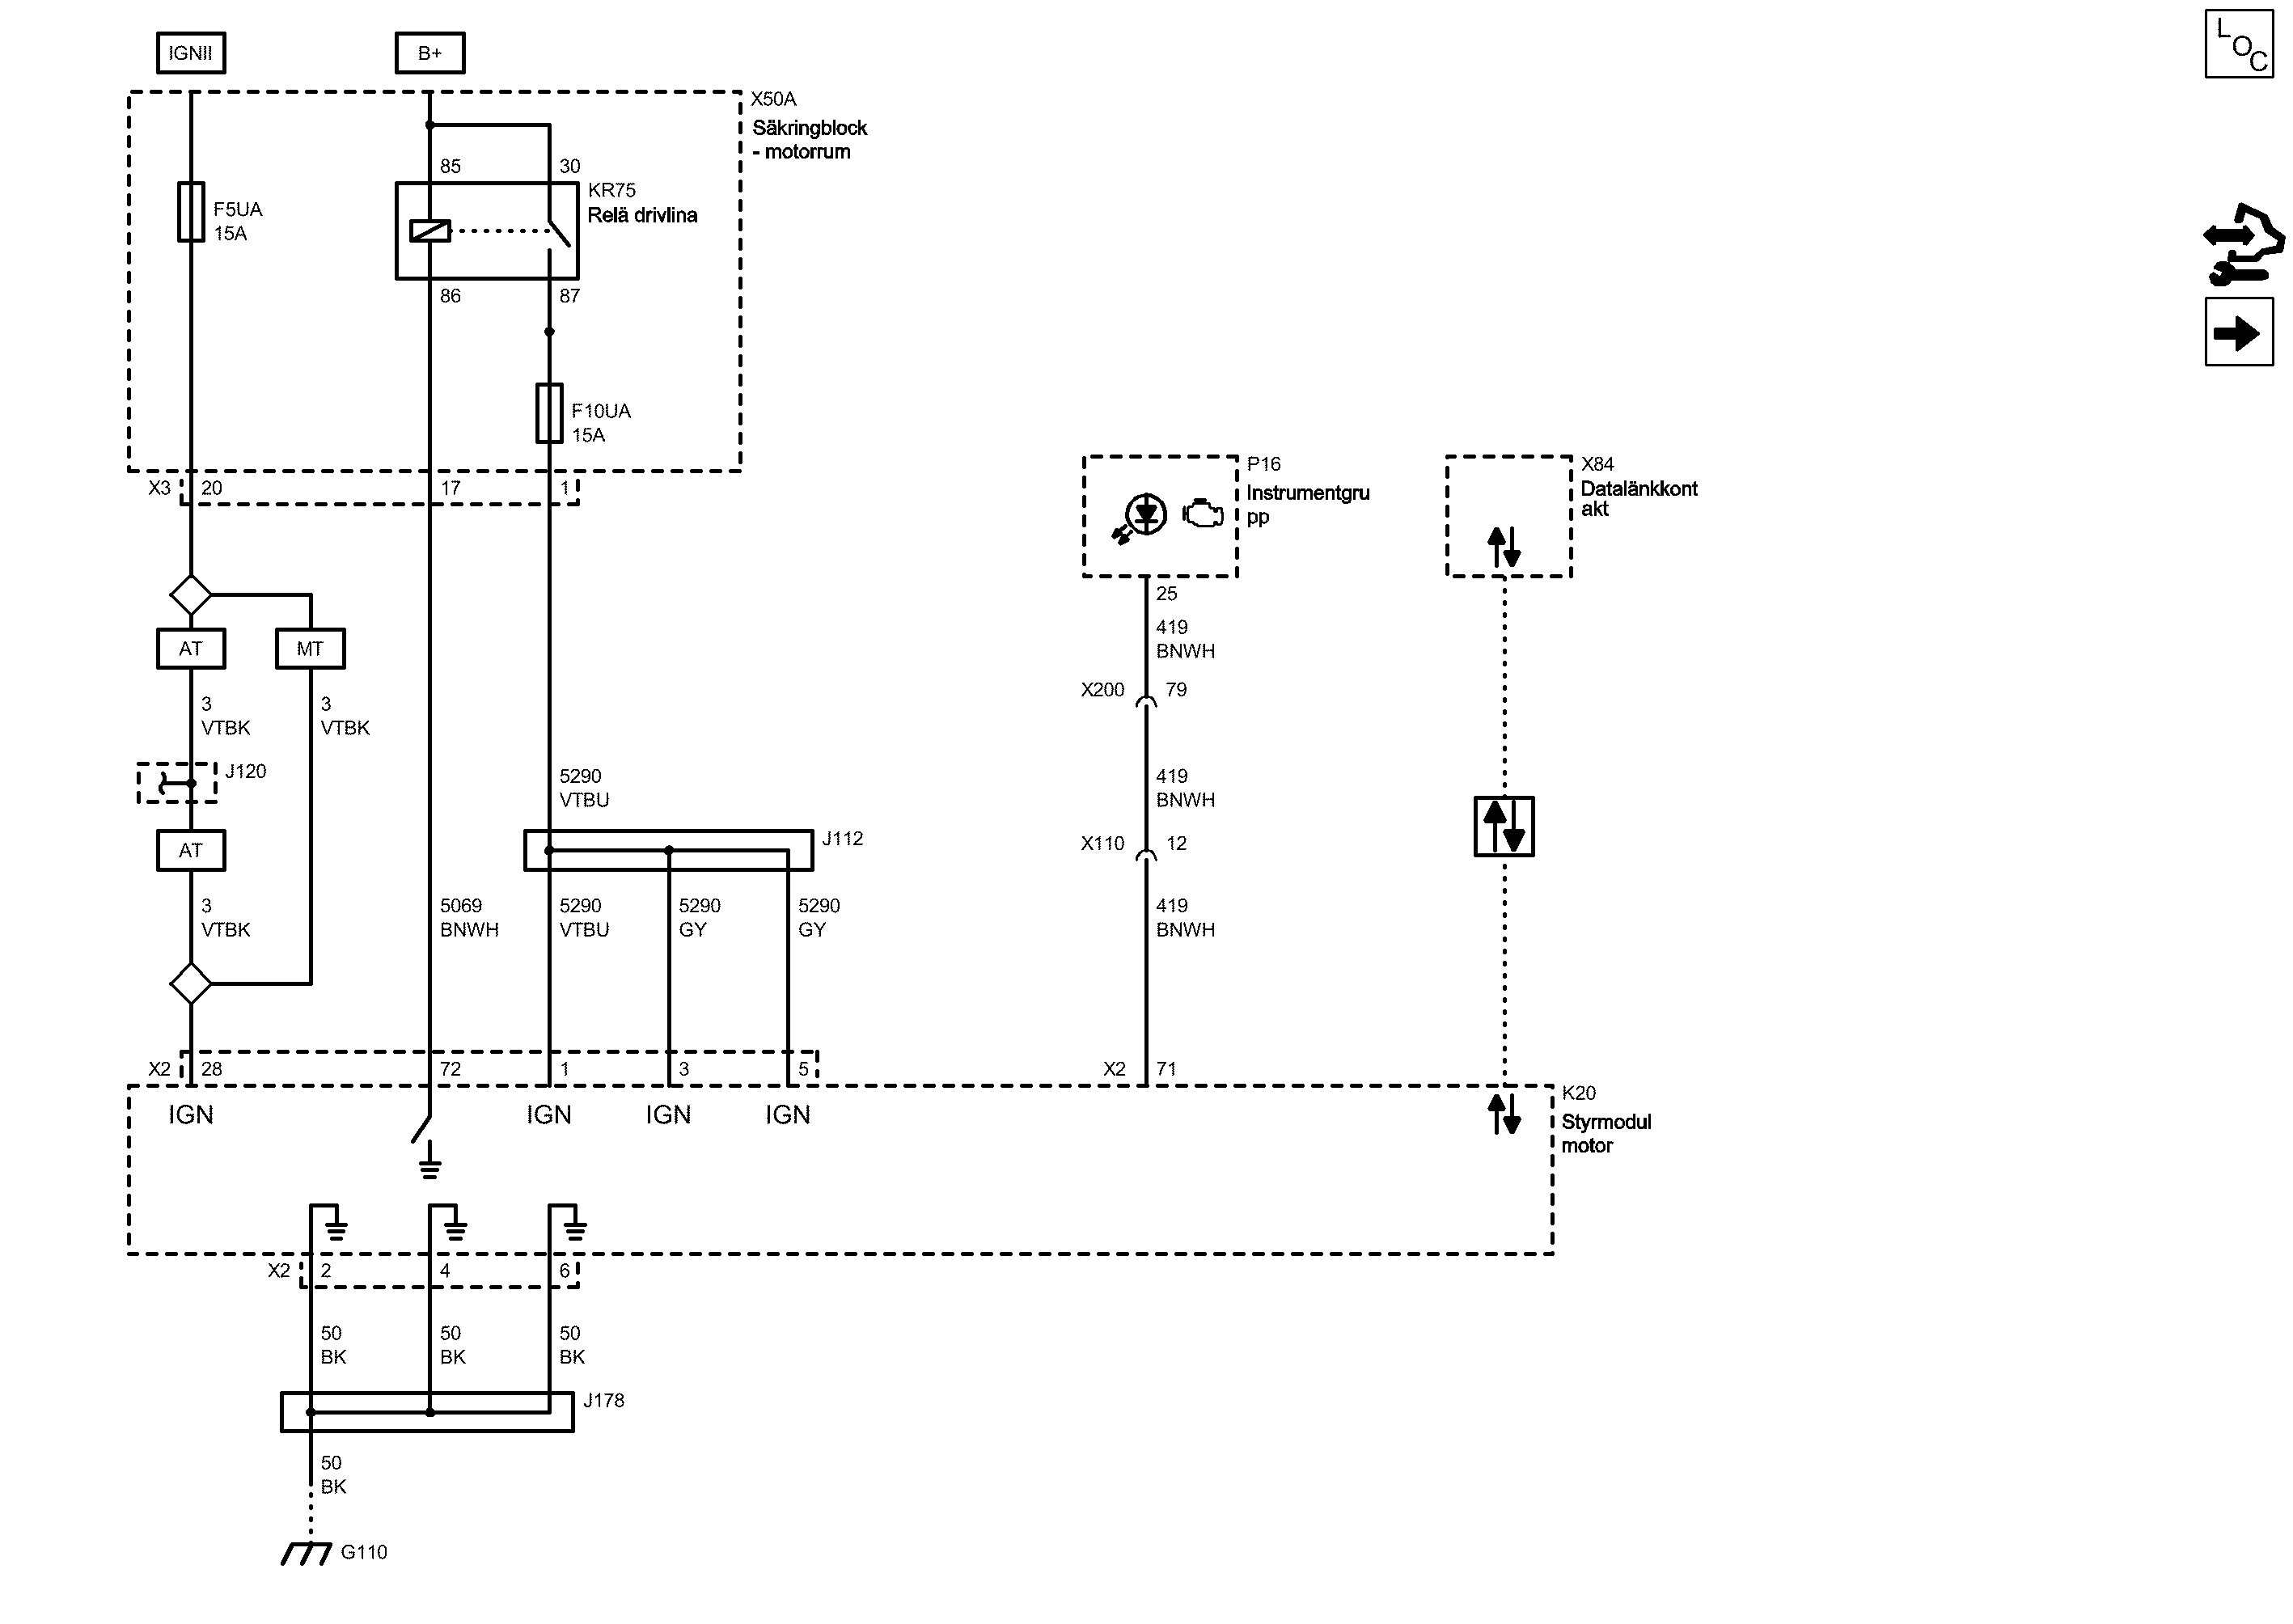 IGNII
B+
L
O
C
X50A
Säkringblock
- motorrum
85
30
KR75
Relä drivlina
F5UA
15A
86
87
F10UA
15A
X3
20
17
1
P16
Instrumentgru
pp
X84
Datalänkkont
akt
25
419
BNWH
AT
MT
X200
79
3
VTBK
3
VTBK
J120
5290
VTBU
419
BNWH
X110
12
J112
AT
3
VTBK
5069
BNWH
5290
VTBU
5290
GY
5290
GY
419
BNWH
X2
28
72
1
3
5
X2
71
IGN
IGN
IGN
IGN
K20
Styrmodul
motor
X2
2
4
6
50
BK
50
BK
50
BK
J178
50
BK
G110